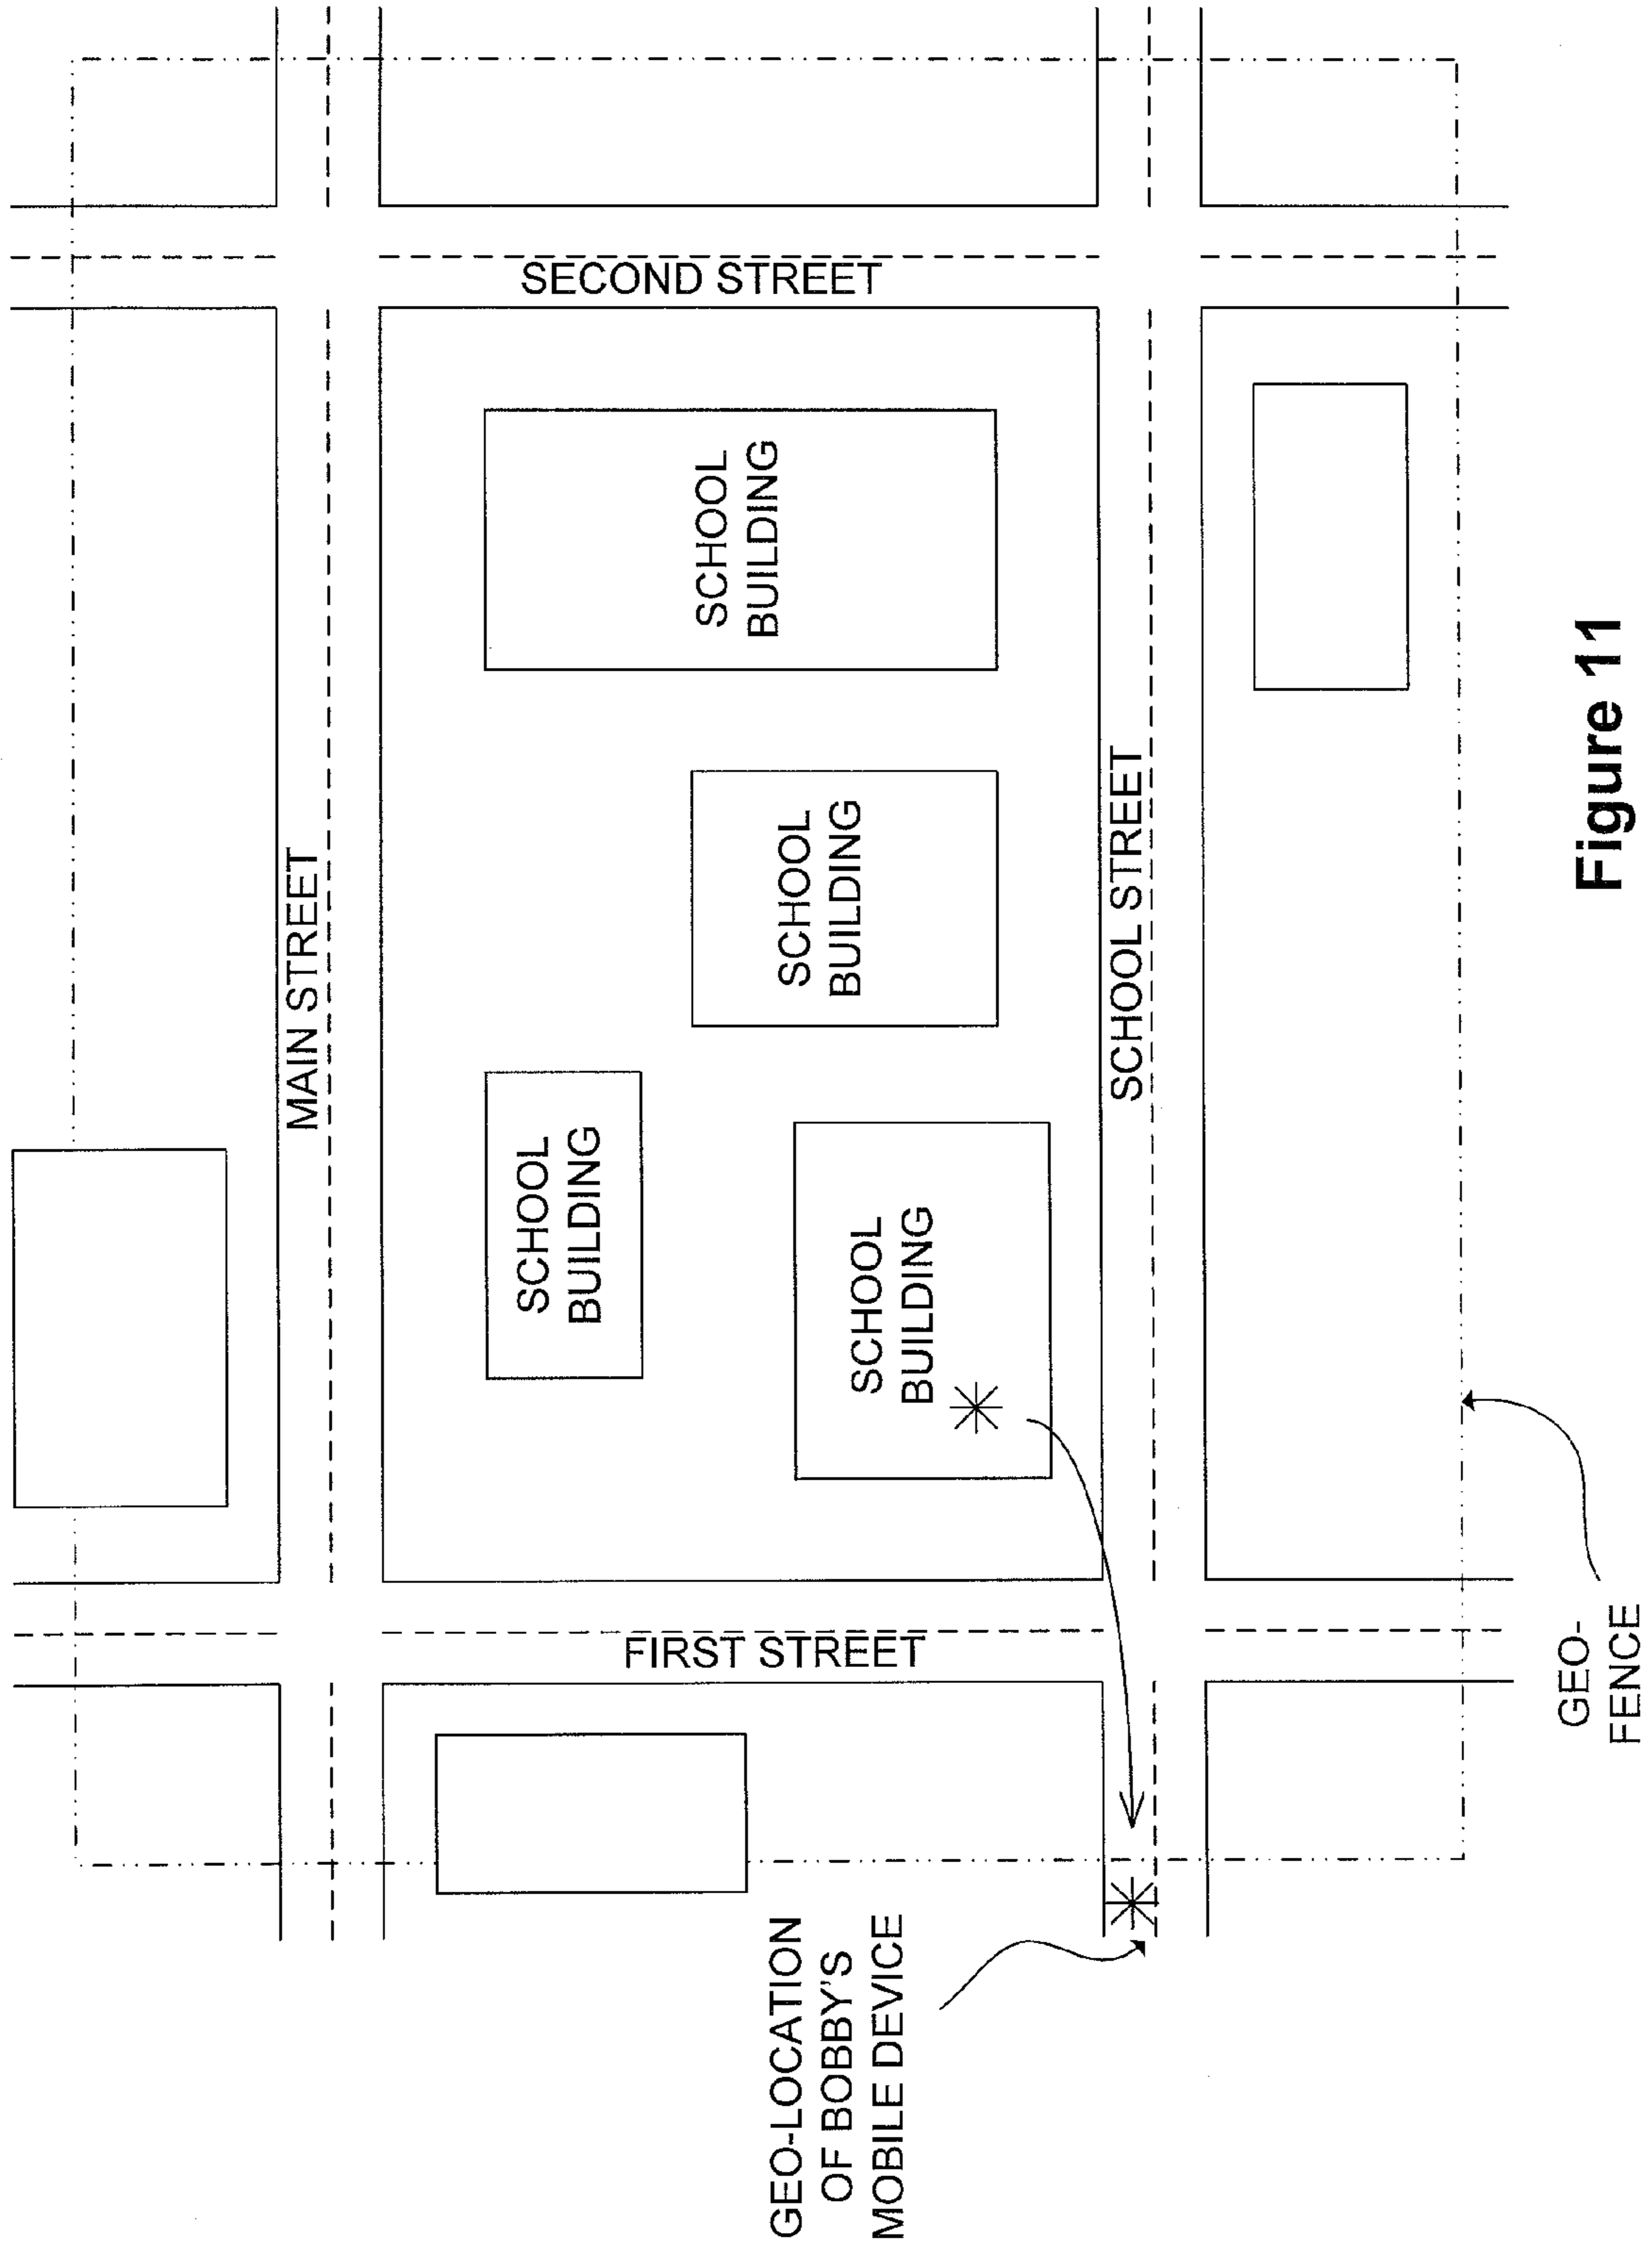 MAIN STREET
SECOND STREET
SCHOOL
BUILDING
SCHOOL
BUILDING
SCHOOL
BUILDING
SCHOOL
BUILDING
FIRST STREET
SCHOOL STREET
GEO-LOCATION
OF BOBBY'S
MOBILE DEVICE
GEO-
FENCE
Figure 11